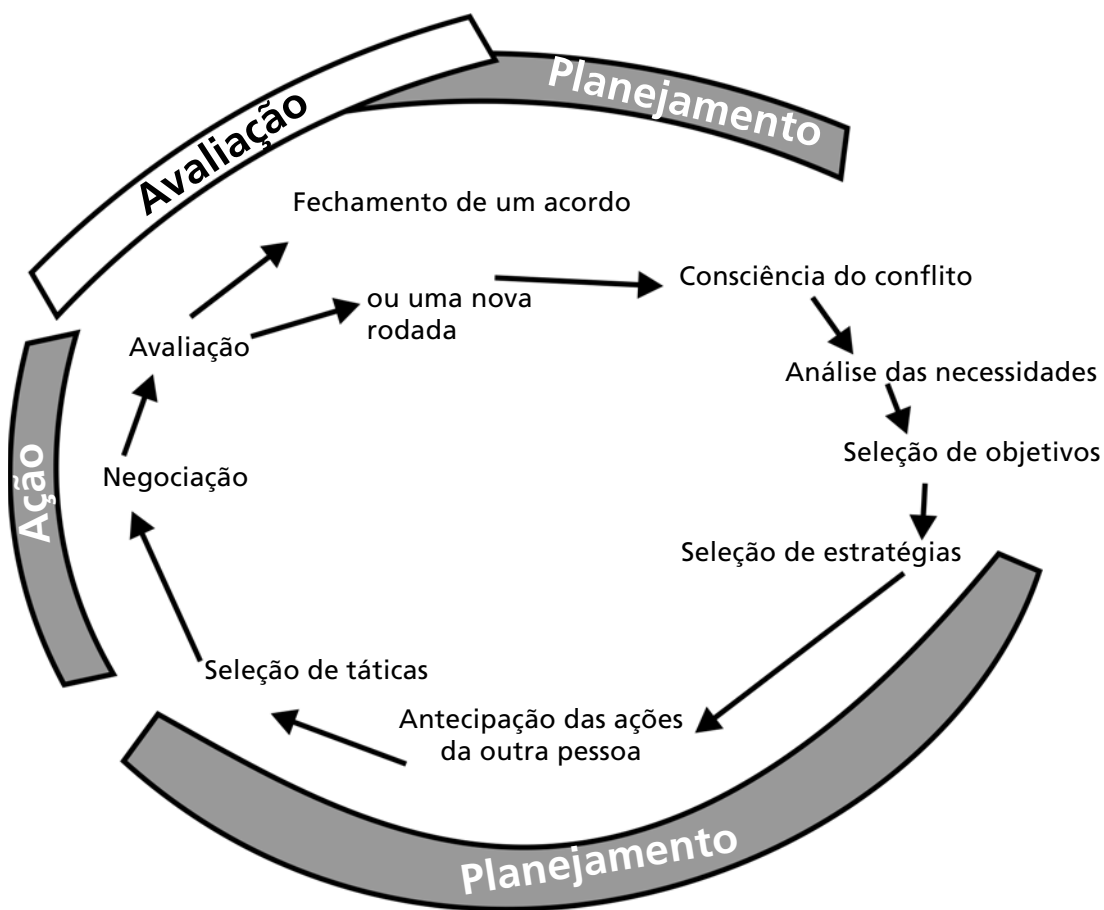 Planejamento
Avaliação
Fechamento de um acordo
ou uma nova
rodada
Consciência do conflito
Análise das necessidades
Seleção de objetivos
Seleção de estratégias
Antecipação das ações
da outra pessoa
Seleção de táticas
Negociação
Avaliação
Ação
Planejamento